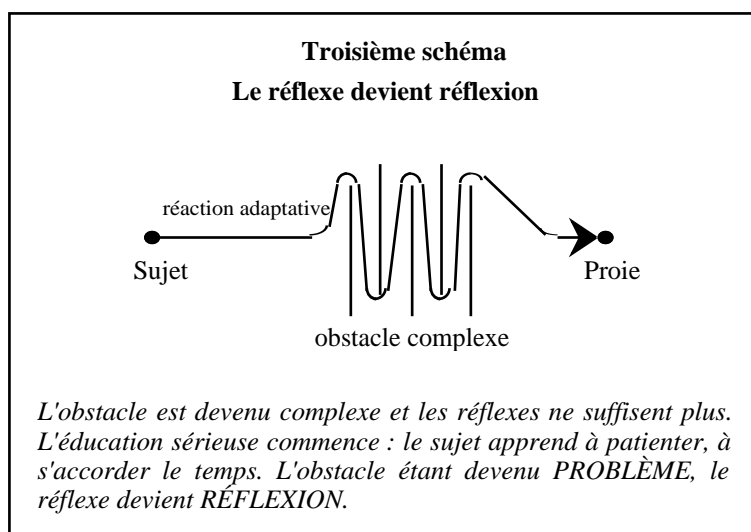 Troisième schéma
Le réflexe devient réflexion
réaction adaptative
Sujet
Proie
obstacle complexe
L'obstacle est devenu complexe et les réflexes ne suffisent plus.
L'éducation sérieuse commence : le sujet apprend à patienter, à
s'accorder le temps. L'obstacle étant devenu PROBLÈME, le
réflexe devient RÉFLEXION.